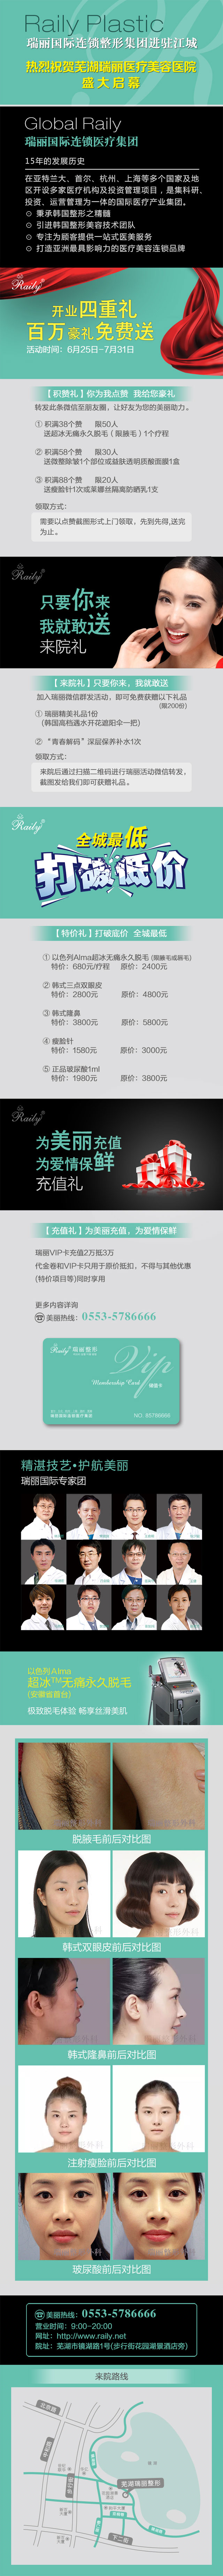 Raily Plastic
瑞丽国际连锁整形集团进驻江城
热烈祝贺芜湖瑞丽医疗美容医院
盛大启幕
Global Raily
瑞丽国际连锁医疗集团
15年的发展历史
在亚特兰大、首尔、杭州、上海等多个国家及地
区开设多家医疗机构及投资管理项目，是集科研、
投资、运营管理为一体的国际医疗产业集团。
秉承韩国整形之精髓
引进韩国整形美容技术团队
专注为顾客提供一站式医美服务
打造亚洲最具影响力的医疗美容连锁品牌
Raily
开业四重礼
百万豪礼免费送
活动时间：6月25日-7月31日
【积赞礼】你为我点赞 我给您豪礼
转发此条微信至朋友圈，让好友为您的美丽助力。
① 积满38个赞 限50人
送超冰无痛永久脱毛（限腋毛）1个疗程
② 积满58个赞 限30人
送微整除皱1个部位或益肤透明质酸面膜1盒
③ 积满88个赞 限20人
送瘦脸针1次或莱娜丝隔离防晒乳1支
领取方式：
需要以点赞截图形式上门领取，先到先得,送完
为止。
Raily
只要你来
我就敢送
来院礼
【来院礼】只要你来，我就敢送
加入瑞丽微信群发活动，即可免费获赠以下礼品
(限200份)
① 瑞丽精美礼品1份
(韩国高档遇水开花遮阳伞一把)
② “青春解码”深层保养补水1次
领取方式：
来院后通过扫描二维码进行瑞丽活动微信转发，
截图发给我们即可获赠礼品。
Raily
全城最低
打破低价
【特价礼】打破底价 全城最低
① 以色列Alma超冰无痛永久脱毛 (限腋毛或唇毛)
特价：680元/疗程 原价：2400元
② 韩式三点双眼皮
特价：2800元 原价：4800元
③ 韩式隆鼻
特价：3800元 原价：5800元
④ 瘦脸针
特价：1580元 原价：3000元
⑤ 正品玻尿酸1ml
特价：1980元 原价：3800元
Raily
为美丽充值
为爱情保鲜
充值礼
【充值礼】为美丽充值，为爱情保鲜
瑞丽VIP卡充值2万抵3万
代金卷和VIP卡只用于原价抵扣，不得与其他优惠
(特价项目等)同时享用
更多内容详询
美丽热线：0553-5786666
Raily 瑞丽整形
Vip
Membership Card
NO. 88788888
精湛技艺·护航美丽
瑞丽国际专家团
以色列Alma
超冰TM无痛永久脱毛
(安徽省首台)
极致脱毛体验 畅享丝滑美肌
脱腋毛前后对比图
韩式双眼皮前后对比图
韩式隆鼻前后对比图
注射瘦脸前后对比图
玻尿酸前后对比图
美丽热线：0553-5786666
营业时间：9:00-20:00
网址：http://www.raily.net
院址：芜湖市镜湖路1号(步行街花园湖景酒店旁)
来院路线
芜湖瑞丽整形